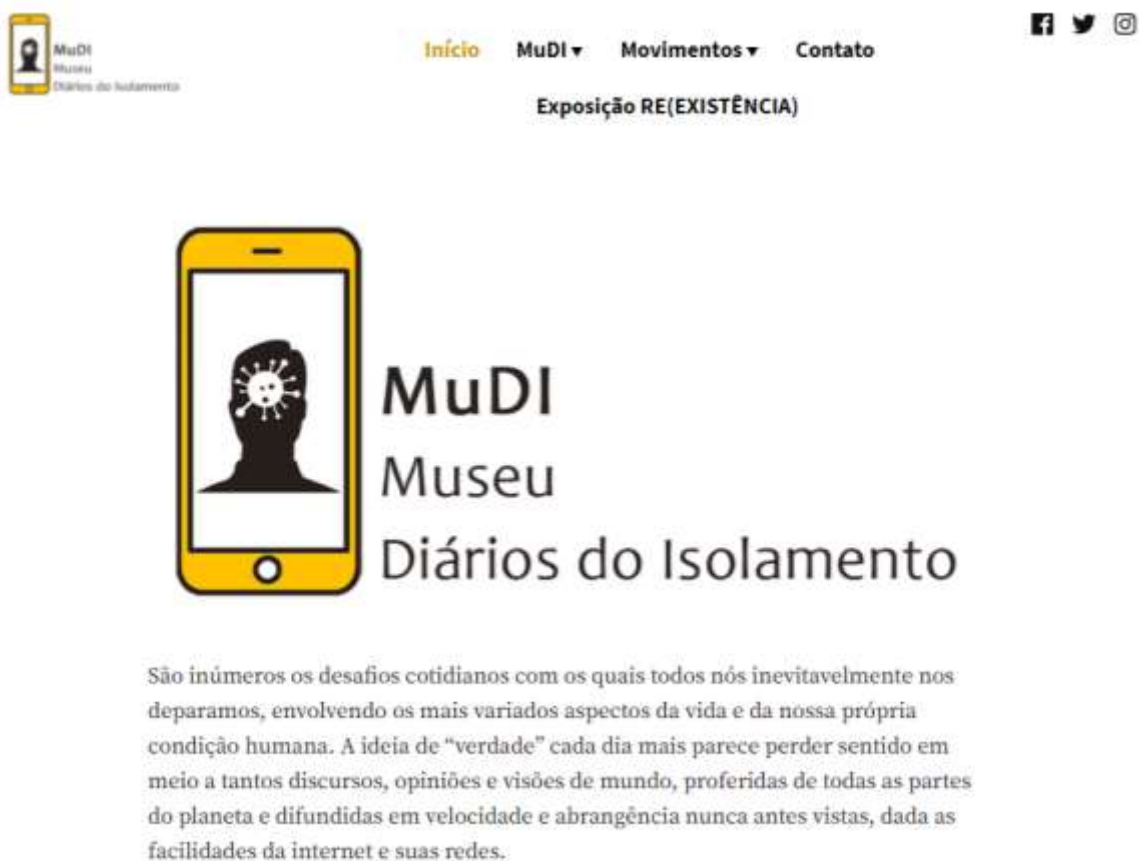 MuDI
Museu
Diários do Isolamento
Início MuDI Movimentos Contato
Exposição RE(EXISTÊNCIA)
MuDI
Museu
Diários do Isolamento
São inúmeros os desafios cotidianos com os quais todos nós inevitavelmente nos
deparamos, envolvendo os mais variados aspectos da vida e da nossa própria
condição humana. A ideia de “verdade” cada dia mais parece perder sentido em
meio a tantos discursos, opiniões e visões de mundo, proferidas de todas as partes
do planeta e difundidas em velocidade e abrangência nunca antes vistas, dada as
facilidades da internet e suas redes.